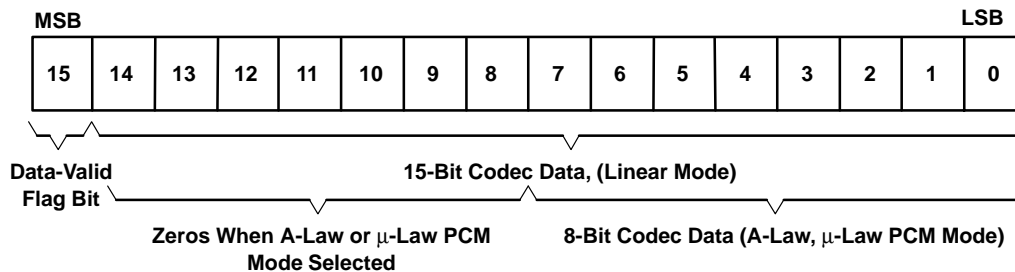 MSB LSB
15 14 13 12 11 10 9 8 7 6 5 4 3 2 1 0
Data-Valid
Flag Bit
15-Bit Codec Data, (Linear Mode)
Zeros When A-Law or μ-Law PCM
Mode Selected
8-Bit Codec Data (A-Law, μ-Law PCM Mode)